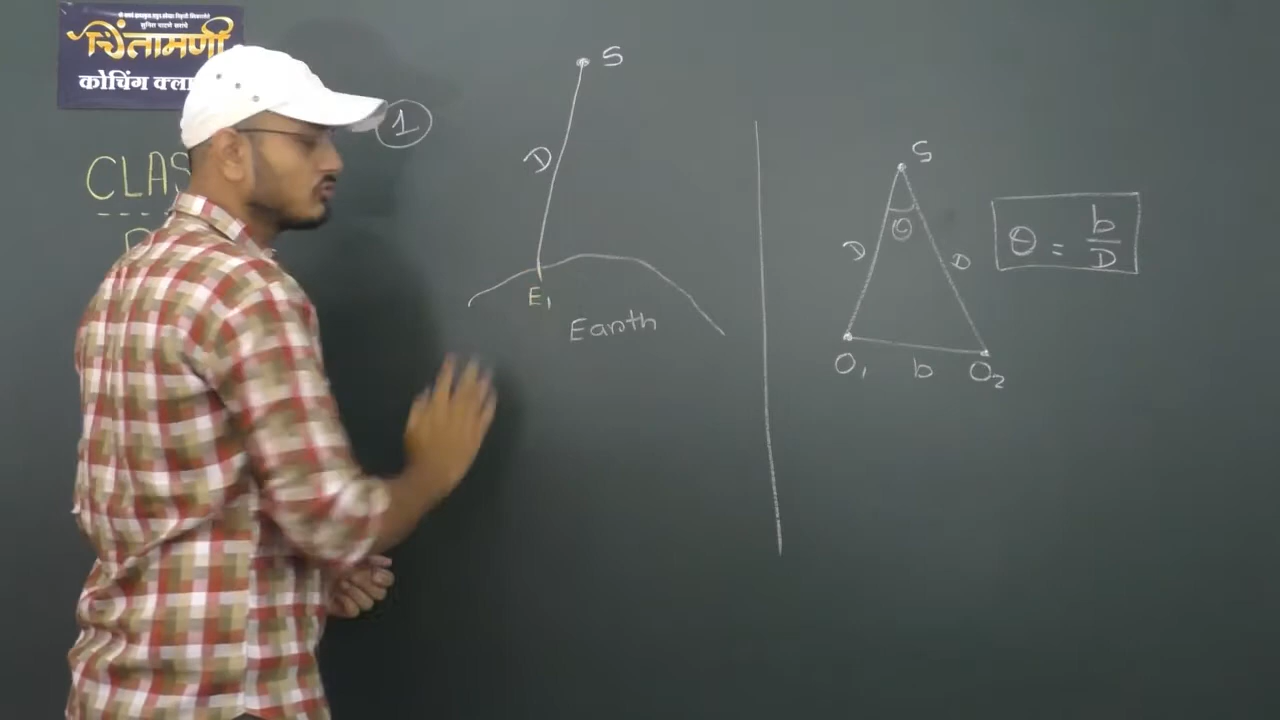 चिंतामणी
कोचिंग क्ला
CLAS
1
S
D
E1
Earth
S
θ
D
D
O1
b
O2
θ = b/D